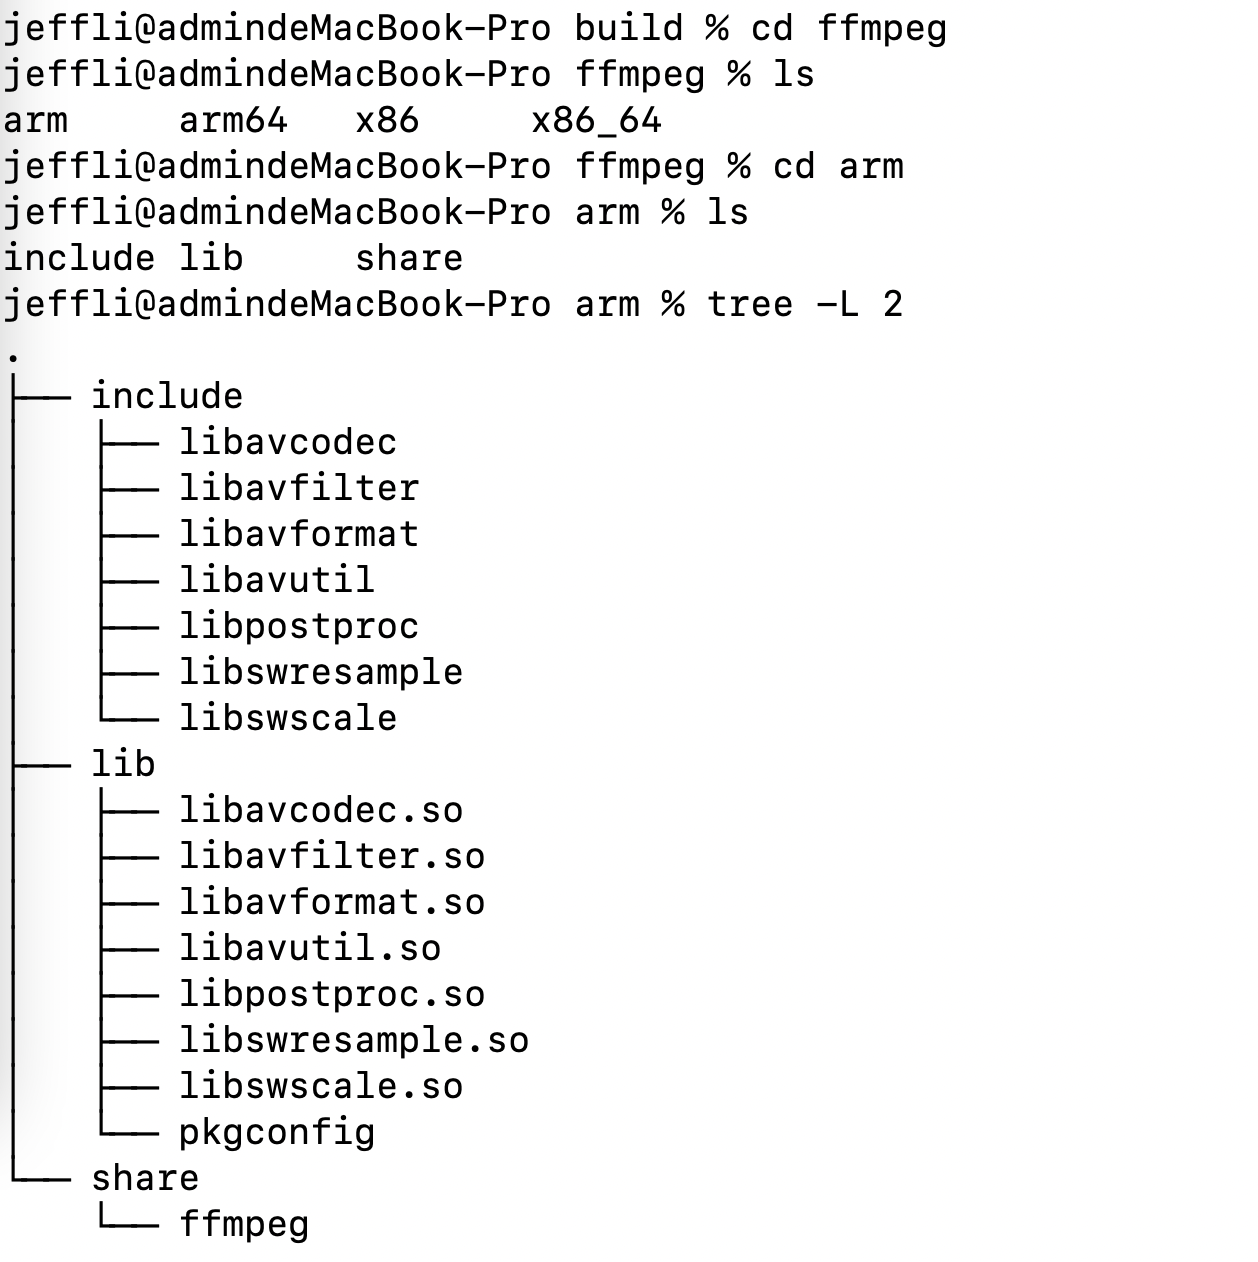 jeffli@admindeMacBook-Pro build % cd ffmpeg
jeffli@admindeMacBook-Pro ffmpeg % ls
arm     arm64   x86     x86_64
jeffli@admindeMacBook-Pro ffmpeg % cd arm
jeffli@admindeMacBook-Pro arm % ls
include lib     share
jeffli@admindeMacBook-Pro arm % tree -L 2
.
├── include
│   ├── libavcodec
│   ├── libavfilter
│   ├── libavformat
│   ├── libavutil
│   ├── libpostproc
│   ├── libswresample
│   └── libswscale
├── lib
│   ├── libavcodec.so
│   ├── libavfilter.so
│   ├── libavformat.so
│   ├── libavutil.so
│   ├── libpostproc.so
│   ├── libswresample.so
│   ├── libswscale.so
│   └── pkgconfig
└── share
    └── ffmpeg